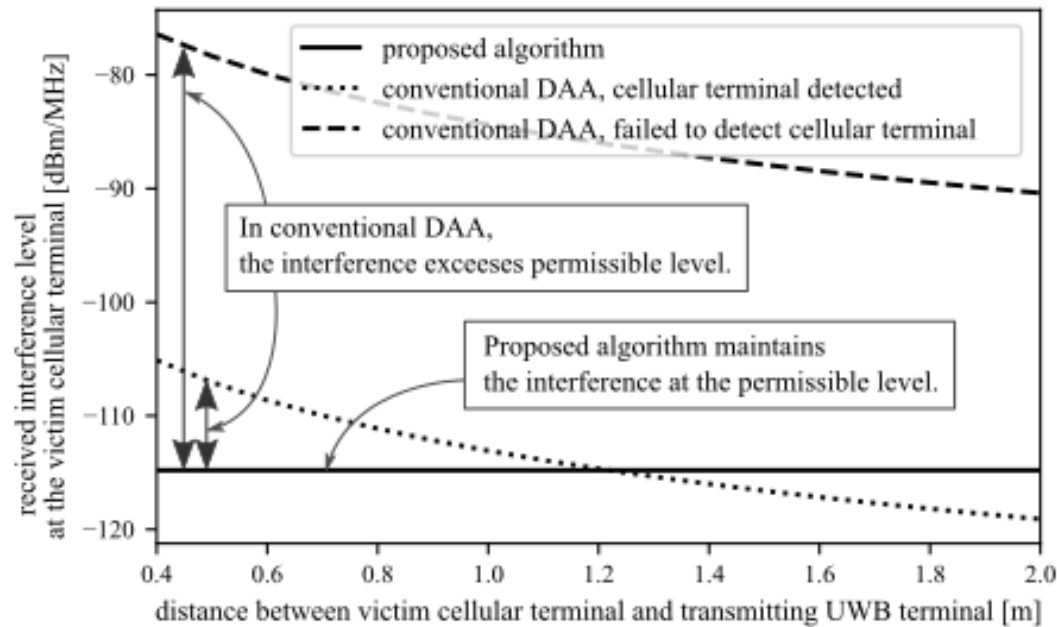 proposed algorithm
conventional DAA, cellular terminal detected
conventional DAA, failed to detect cellular terminal
In conventional DAA,
the interference exceeses permissible level.
Proposed algorithm maintains
the interference at the permissible level.
received interference level
at the victim cellular terminal [dBm/MHz]
−80
−90
−100
−110
−120
0.4 0.6 0.8 1.0 1.2 1.4 1.6 1.8 2.0
distance between victim cellular terminal and transmitting UWB terminal [m]